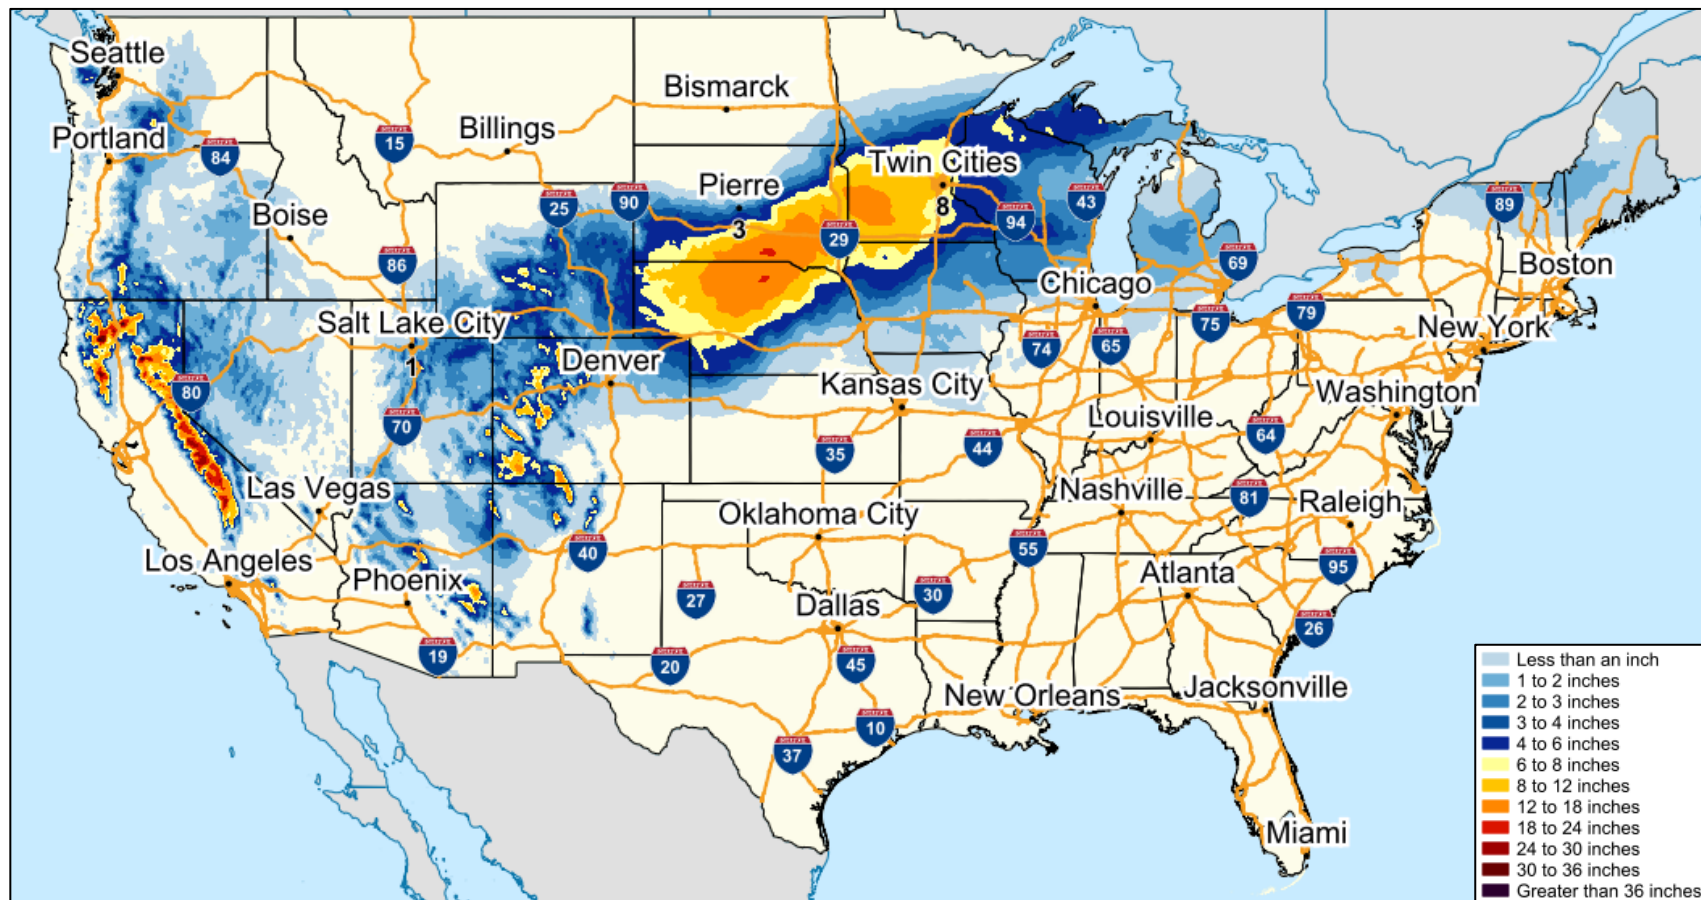 Seattle
Bismarck
Portland
Billings
15
84
Twin Cities
Pierre
25
90
43
89
Boise
3
8
94
29
86
69
Boston
Chicago
Salt Lake City
79
75
New York
1
Denver
74
65
80
Kansas City
Washington
70
Louisville
64
35
44
Las Vegas
Nashville
81
Raleigh
Oklahoma City
Los Angeles
40
55
Phoenix
Atlanta
95
27
Dallas
30
26
19
20
45
New Orleans
Jacksonville
10
37
Miami
Less than an inch
1 to 2 inches
2 to 3 inches
3 to 4 inches
4 to 6 inches
6 to 8 inches
8 to 12 inches
12 to 18 inches
18 to 24 inches
24 to 30 inches
30 to 36 inches
Greater than 36 inches